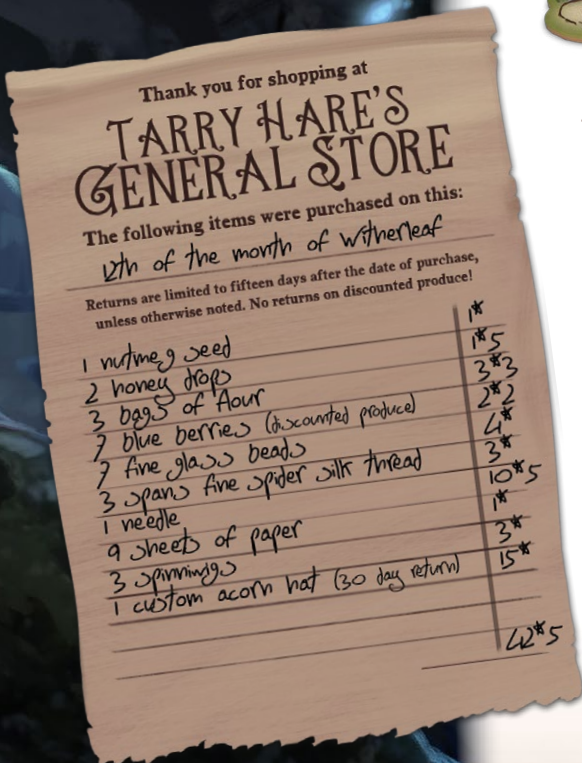 Thank you for shopping at
TARRY HARE'S
GENERAL STORE
The following items were purchased on this:
12th of the month of Witherleaf
Returns are limited to fifteen days after the date of purchase,
unless otherwise noted. No returns on discounted produce!
1 nutmeg seed 1*
2 honey drops 1*5
3 bags of flour 3*3
7 blue berries (discounted produce) 2*2
7 fine glass beads 4*
3 spans fine spider silk thread 3*
1 needle 10*5
9 sheets of paper 1*
3 3*
1 custom acorn hat (30 day return) 15*
42*5